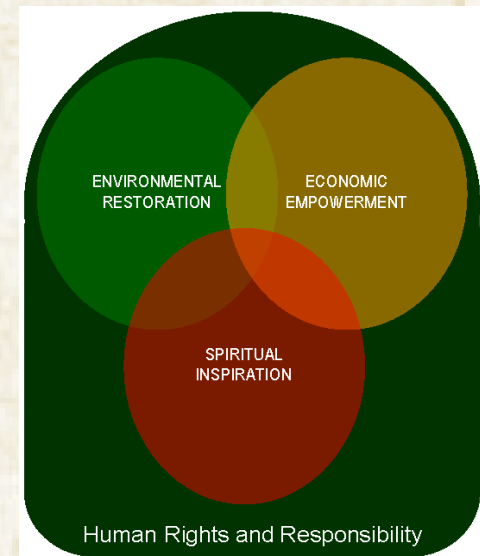 ENVIRONMENTAL
RESTORATION
ECONOMIC
EMPOWERMENT
SPIRITUAL
INSPIRATION
Human Rights and Responsibility